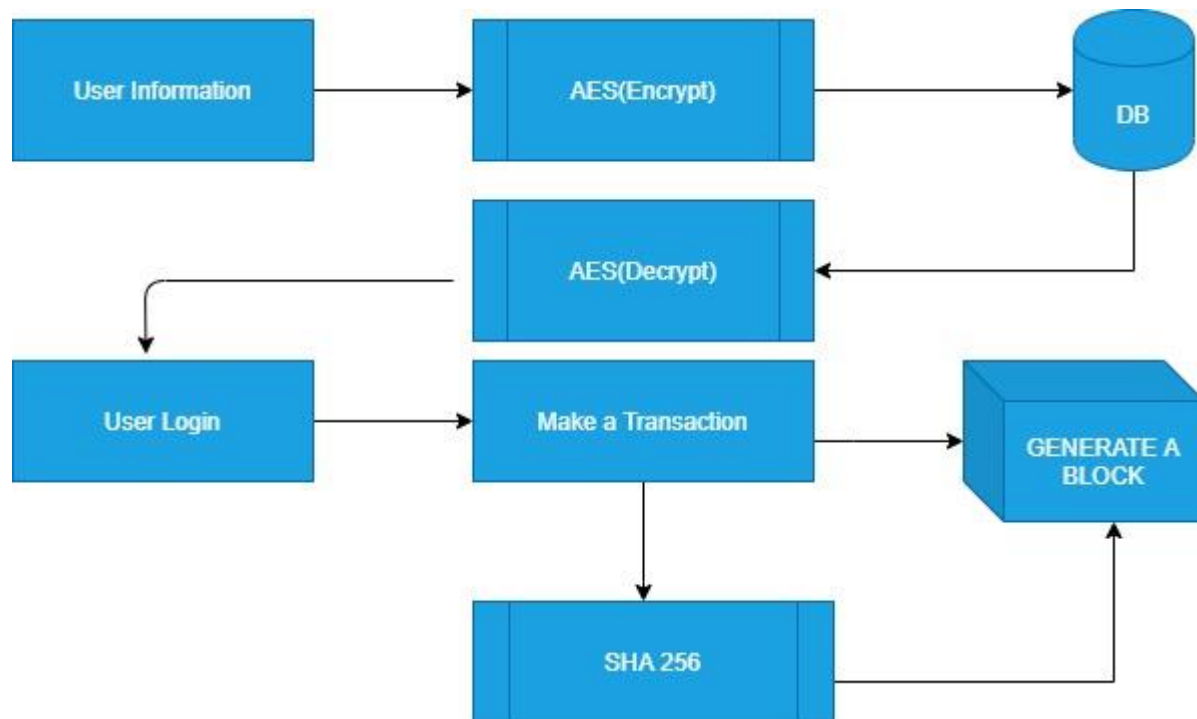 User Information
AES(Encrypt)
DB
AES(Decrypt)
User Login
Make a Transaction
GENERATE A
BLOCK
SHA 256